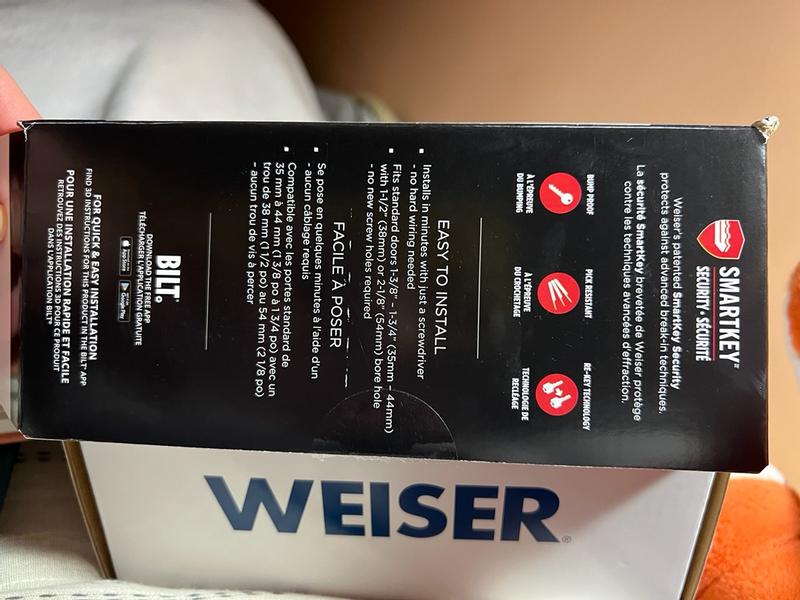 SMARTKEY™
SECURITY • SÉCURITÉ
Weiser's patented SmartKey Security
protects against advanced break-in techniques.
La sécurité SmartKey brevetée de Weiser protège
contre les techniques avancées d'effraction.
BUMP PROOF
À L'ÉPREUVE
DU BUMPING
PICK RESISTANT
À L'ÉPREUVE
DU CROCHETAGE
RE-KEY TECHNOLOGY
TECHNOLOGIE DE
RECLÉAGE
EASY TO INSTALL
▪ Installs in minutes with just a screwdriver
- no hard wiring needed
▪ Fits standard doors 1-3/8" – 1-3/4" (35mm – 44mm)
with 1-1/2" (38mm) or 2-1/8" (54mm) bore hole
- no new screw holes required
FACILE À POSER
▪ Se pose en quelques minutes à l'aide d'un
- aucun câblage requis
▪ Compatible avec les portes standard de
35 mm à 44 mm (1 3/8 po à 1 3/4 po) avec un
trou de 38 mm (1 1/2 po) au 54 mm (2 1/8 po)
– aucun trou de vis à percer
BILT®
DOWNLOAD THE FREE APP
TÉLÉCHARGER L'APPLICATION GRATUITE
App Store
Google Play
FOR QUICK & EASY INSTALLATION
FIND 3D INSTRUCTIONS FOR THIS PRODUCT IN THE BILT® APP
POUR UNE INSTALLATION RAPIDE ET FACILE
RETROUVEZ DES INSTRUCTIONS 3D POUR CE PRODUIT
DANS L'APPLICATION BILT®
WEISER®